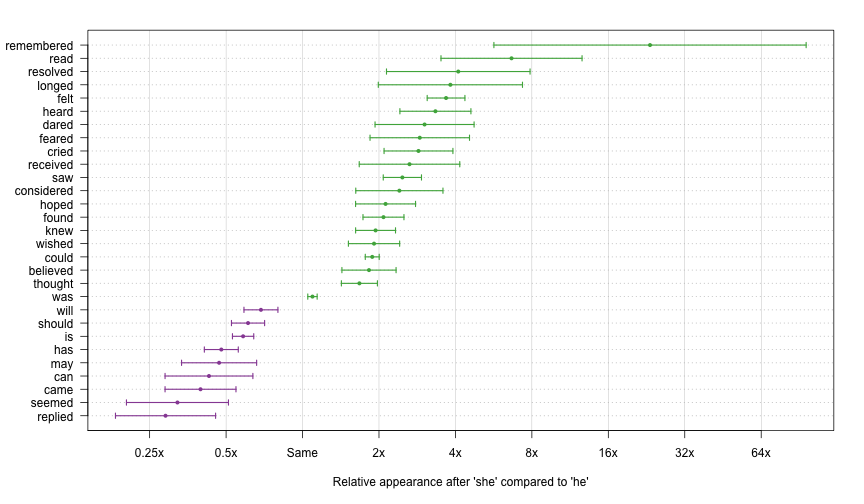 remembered
read
resolved
longed
felt
heard
dared
feared
cried
received
saw
considered
hoped
found
knew
wished
could
believed
thought
was
will
should
is
has
may
can
came
seemed
replied
0.25x 0.5x Same 2x 4x 8x 16x 32x 64x
Relative appearance after 'she' compared to 'he'